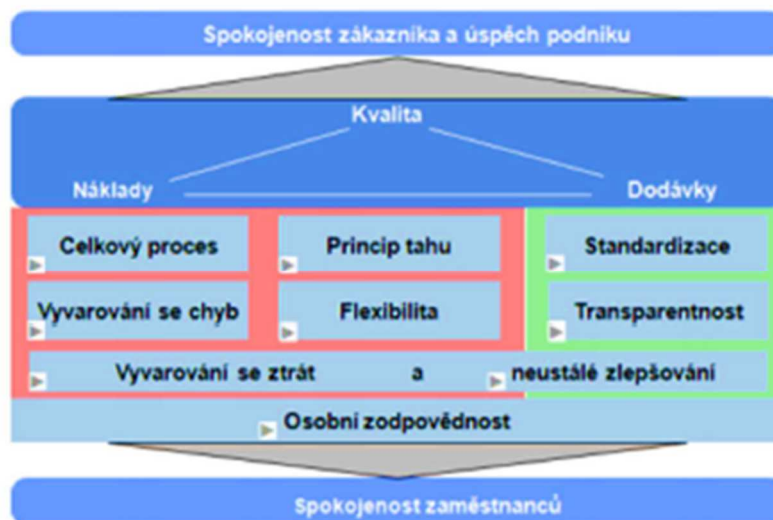 Spokojenost zákazníka a úspěch podniku
Kvalita
Náklady
Dodávky
Celkový proces
Princip tahu
Standardizace
Vyvarování se chyb
Flexibilita
Transparentnost
Vyvarování se ztrát a neustálé zlepšování
Osobní zodpovědnost
Spokojenost zaměstnanců